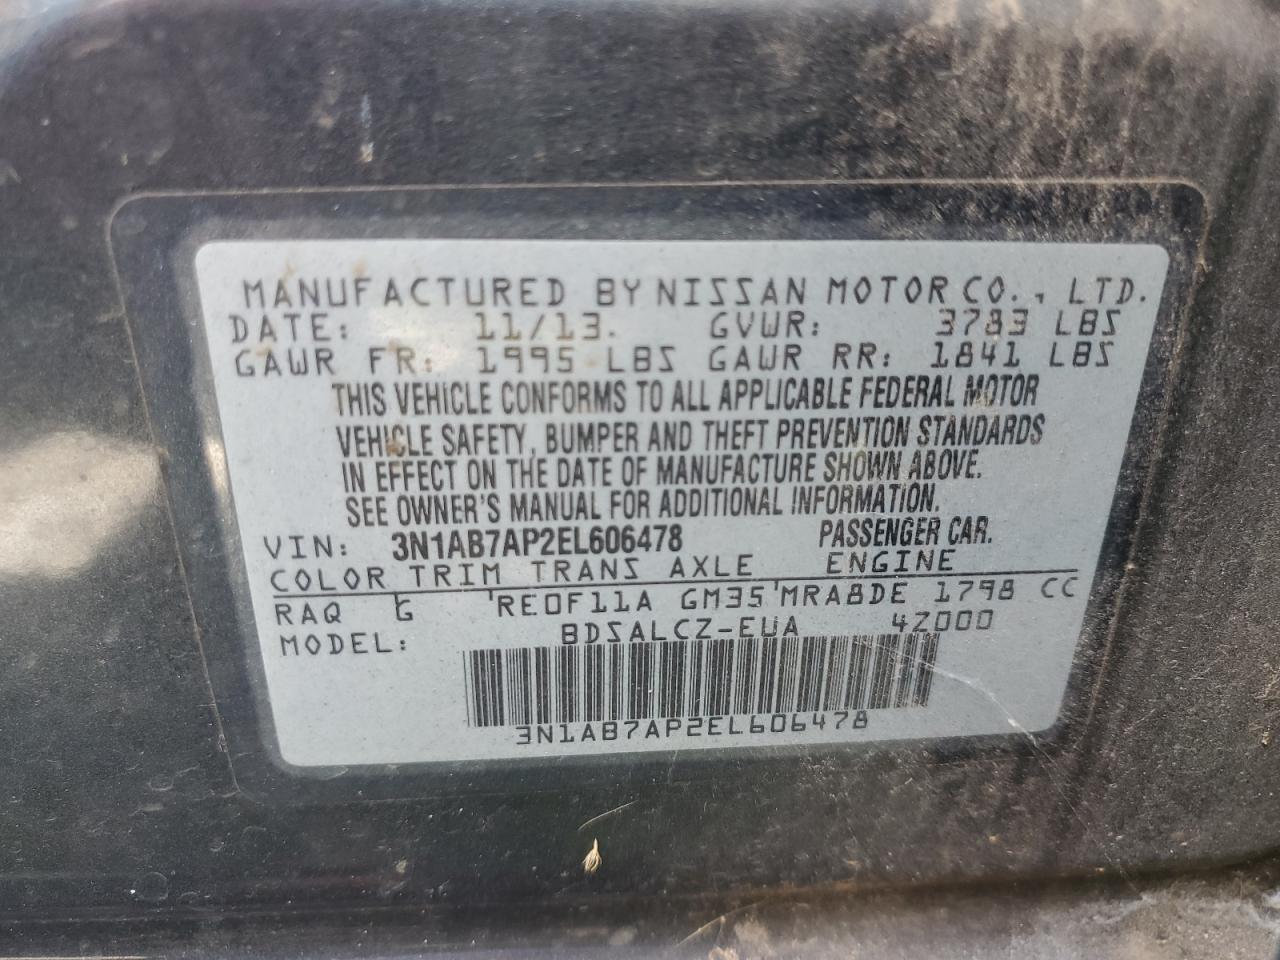 MANUFACTURED BY NISSAN MOTOR CO., LTD.
DATE: 11/13. GVWR: 3783 LBS
GAWR FR: 1995 LBS GAWR RR: 1841 LBS
THIS VEHICLE CONFORMS TO ALL APPLICABLE FEDERAL MOTOR
VEHICLE SAFETY, BUMPER AND THEFT PREVENTION STANDARDS
IN EFFECT ON THE DATE OF MANUFACTURE SHOWN ABOVE.
SEE OWNER'S MANUAL FOR ADDITIONAL INFORMATION.
VIN: 3N1AB7AP2EL606478 PASSENGER CAR.
COLOR TRIM TRANS AXLE ENGINE
RAQ G RE0F11A GM35 MRA8DE 1798 CC
MODEL: BDSALCZ-EUA 4Z000
3N1AB7AP2EL606478